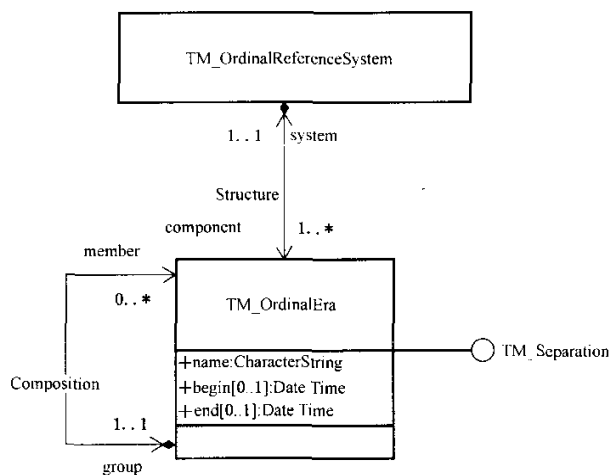 TM_OrdinalReferenceSystem
1..1 system
Structure
component 1..*
member
0..*
TM_OrdinalEra
TM_Separation
+name:CharacterString
+begin[0..1]:Date Time
+end[0..1]:Date Time
Composition
1..1
group